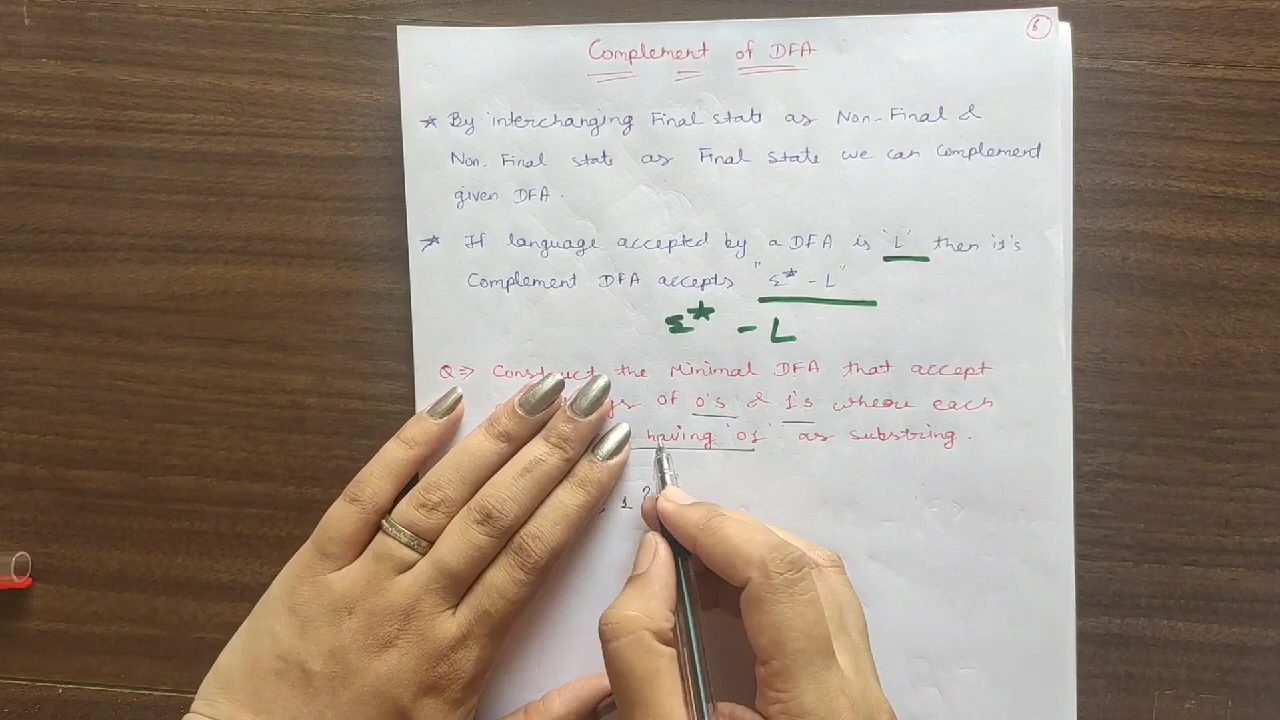 6
Complement of DFA
* By interchanging Final state as Non-Final &
Non-Final state as Final State we can complement
given DFA.
* If language accepted by a DFA is 'L' then it's
Complement DFA accepts "Σ* - L"
Σ* - L
Q⇒ Construct the Minimal DFA that accept
of 0's & 1's where each
having '01' as substring.
1